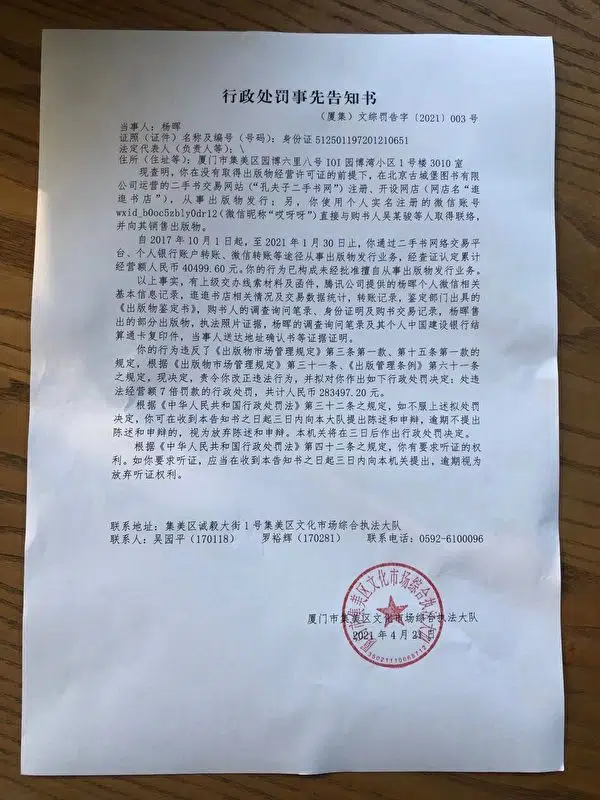 行政处罚事先告知书
（厦集）文综罚告字〔2021〕003 号
当事人：杨晖
证照（证件）名称及编号（号码）：身份证 512501197201210651
法定代表人（负责人等）：\
住所（住址等）：厦门市集美区园博六里八号 IOI 园博湾小区 1 号楼 3010 室
现查明，你在没有取得出版物经营许可证的前提下，在北京古城堡图书有
限公司运营的二手书交易网站（“孔夫子二手书网”）注册、开设网店（网店名“逛
逛书店”），从事出版物发行；另，你使用个人实名注册的微信账号
wxid_b0oc5zbly0dr12（微信昵称“哎呀呀”）直接与购书人吴某骏等人取得联络，
并向其销售出版物。
自 2017 年 10 月 1 日起，至 2021 年 1 月 30 日止，你通过二手书网络交易平
台、个人银行账户转账、微信转账等途径从事出版物发行业务，经查证认定累计
经营额人民币 40499.60 元。你的行为已构成未经批准擅自从事出版物发行业务。
以上事实，有上级交办线索材料及函件，腾讯公司提供的杨晖个人微信相关
基本信息记录，逛逛书店相关情况及交易数据统计，转账记录，鉴定部门出具的
《出版物鉴定书》，购书人的调查询问笔录、身份证明及购书交易记录，杨晖售
出的部分出版物，执法照片证据，杨晖的调查询问笔录及其个人中国建设银行结
算通卡复印件，当事人送达地址确认书等证据证明。
你的行为违反了《出版物市场管理规定》第三条第一款、第十五条第一款的
规定，根据《出版物市场管理规定》第三十一条、《出版管理条例》第六十一条
之规定，现决定，责令你改正违法行为，并拟对你作出如下行政处罚决定：处违
法经营额 7 倍罚款的行政处罚，共计人民币 283497.20 元。
根据《中华人民共和国行政处罚法》第三十二条之规定，如不服上述拟处罚
决定，你可在收到本告知书之日起三日内向本大队提出陈述和申辩，逾期不提出
陈述和申辩的，视为放弃陈述和申辩。本机关将在三日后作出行政处罚决定。
根据《中华人民共和国行政处罚法》第四十二条之规定，你有要求听证的权
利。如你要求听证，应当在收到本告知书之日起三日内向本机关提出，逾期视为
放弃听证权利。
联系地址：集美区诚毅大街 1 号集美区文化市场综合执法大队
联系人：吴园平（170118） 罗裕辉（170281） 联系电话：0592-6100096
厦门市集美区文化市场综合执法大队
2021 年 4 月 21 日